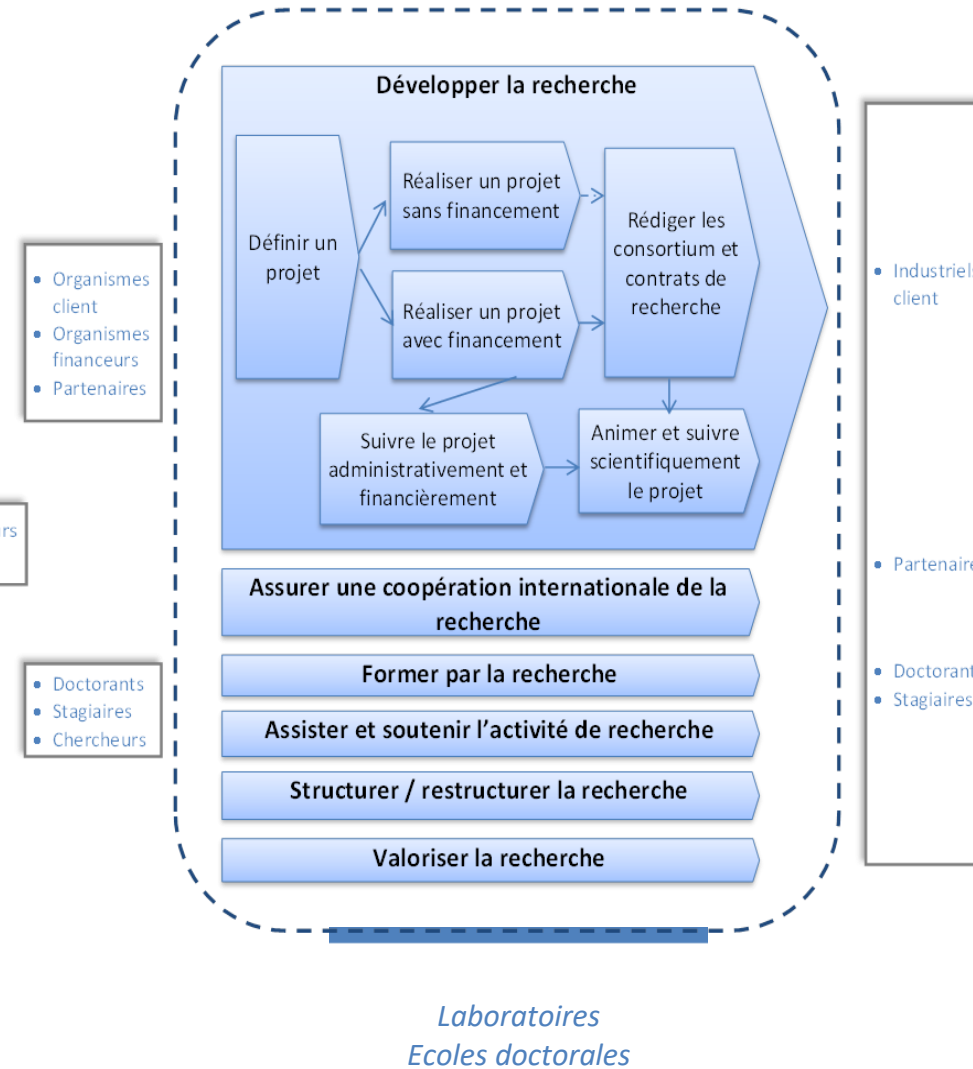 Développer la recherche
Définir un
projet
Réaliser un projet
sans financement
Réaliser un projet
avec financement
Rédiger les
consortium et
contrats de
recherche
Suivre le projet
administrativement et
financièrement
Animer et suivre
scientifiquement
le projet
Assurer une coopération internationale de la
recherche
Former par la recherche
Assister et soutenir l’activité de recherche
Structurer / restructurer la recherche
Valoriser la recherche
• Organismes
client
• Organismes
financeurs
• Partenaires
• Doctorants
• Stagiaires
• Chercheurs
• Industriels
client
• Partenaire
• Doctorant
• Stagiaires
Laboratoires
Ecoles doctorales